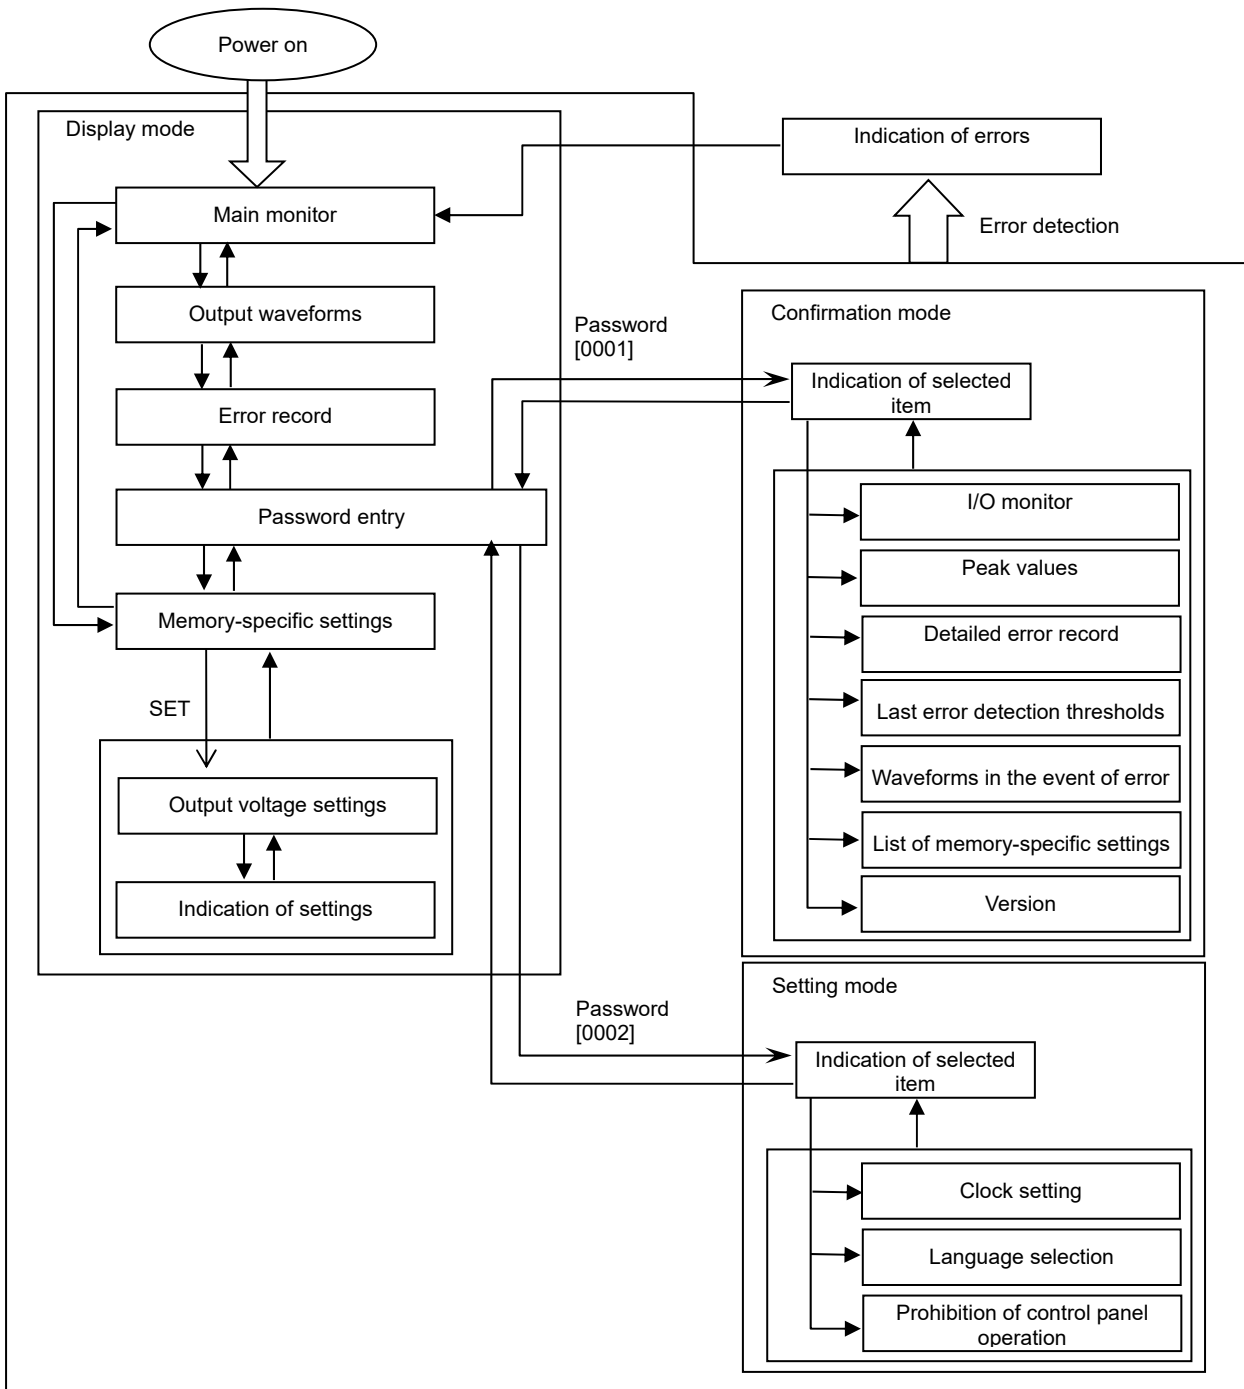 Power on
Display mode
Indication of errors
Main monitor
Error detection
Output waveforms
Password
[0001]
Confirmation mode
Indication of selected
item
Error record
I/O monitor
Password entry
Peak values
Memory-specific settings
Detailed error record
SET
Last error detection thresholds
Waveforms in the event of error
Output voltage settings
List of memory-specific settings
Indication of settings
Version
Setting mode
Password
[0002]
Indication of selected
item
Clock setting
Language selection
Prohibition of control panel
operation